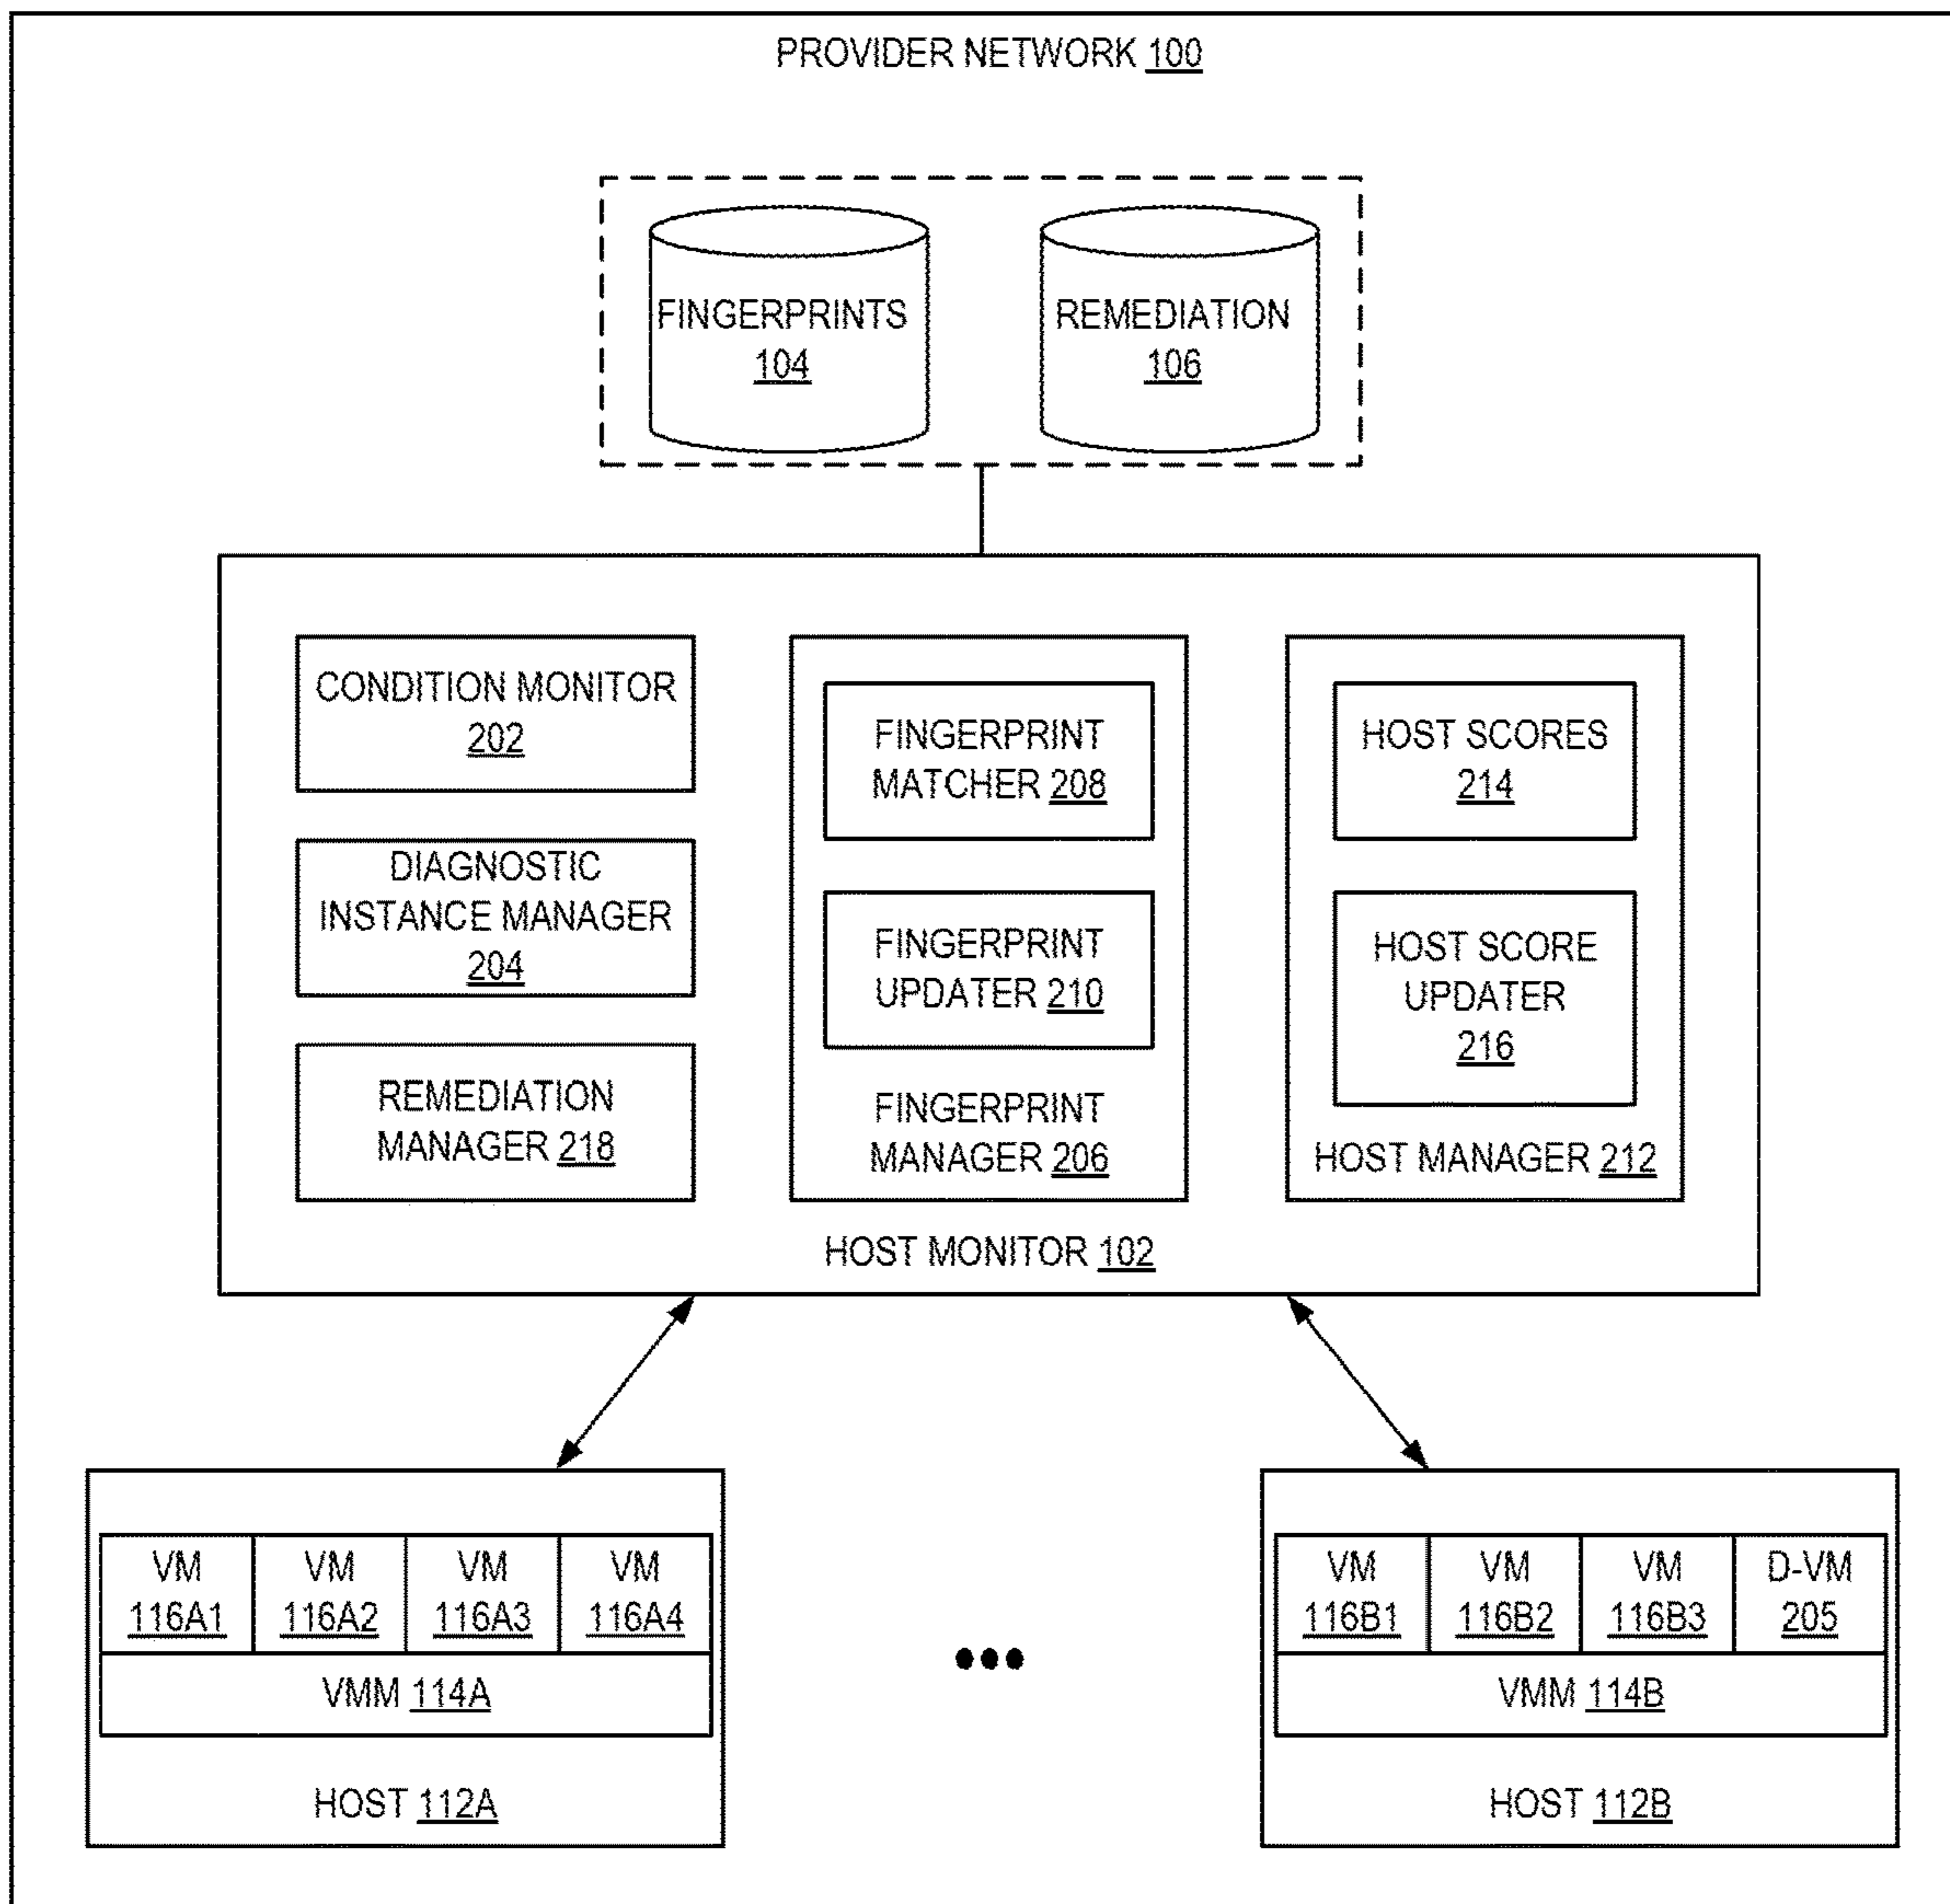 PROVIDER NETWORK 100
FINGERPRINTS
104
REMEDIATION
106
CONDITION MONITOR
202
DIAGNOSTIC
INSTANCE MANAGER
204
REMEDIATION
MANAGER 218
FINGERPRINT
MATCHER 208
FINGERPRINT
UPDATER 210
FINGERPRINT
MANAGER 206
HOST SCORES
214
HOST SCORE
UPDATER
216
HOST MANAGER 212
HOST MONITOR 102
VM
116A1
VM
116A2
VM
116A3
VM
116A4
VMM 114A
HOST 112A
VM
116B1
VM
116B2
VM
116B3
D-VM
205
VMM 114B
HOST 112B